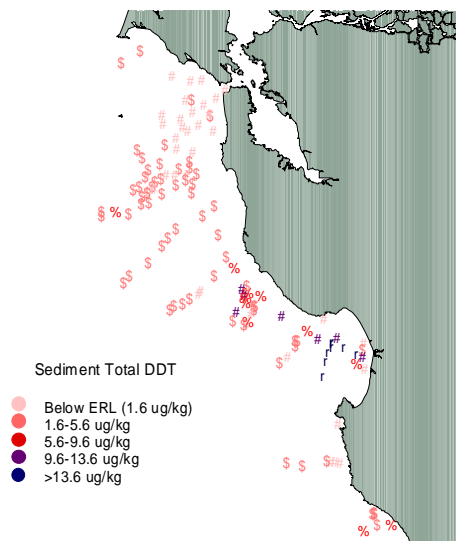 Sediment Total DDT
Below ERL (1.6 ug/kg)
1.6-5.6 ug/kg
5.6-9.6 ug/kg
9.6-13.6 ug/kg
>13.6 ug/kg